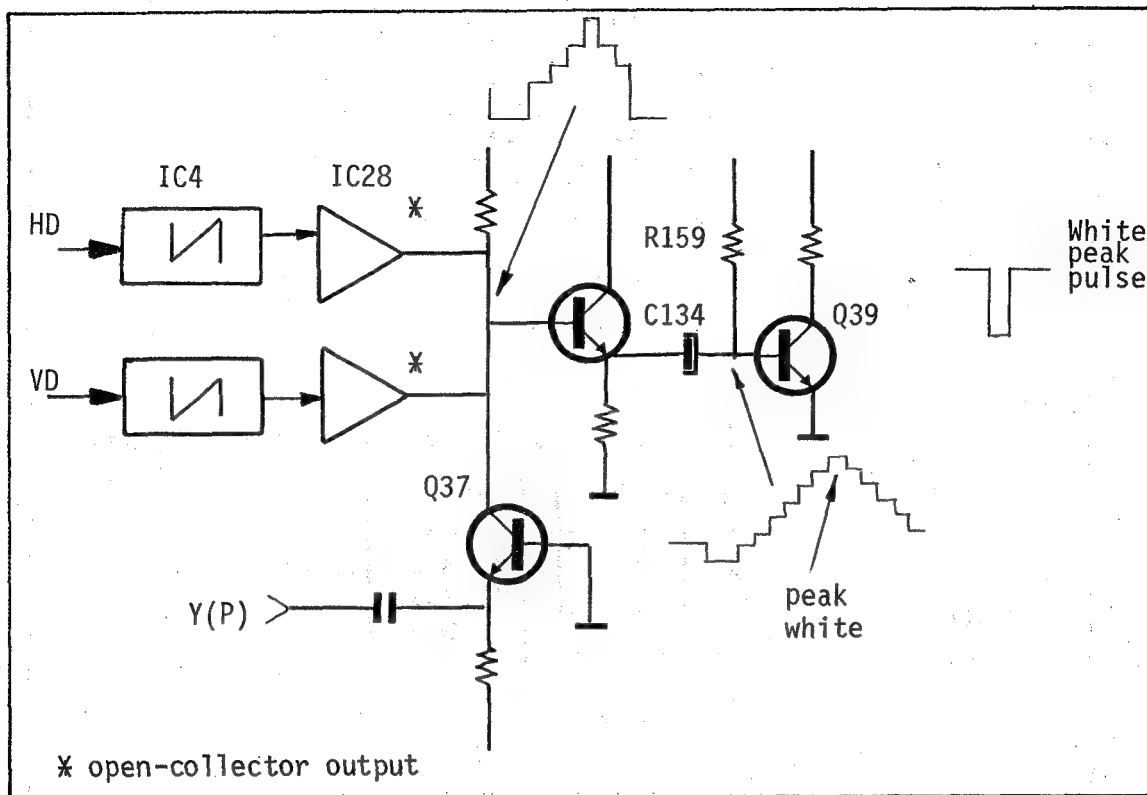 IC4
IC28
*
HD
R159
White
peak
pulse
C134
Q39
VD
*
Q37
Y(P)
peak
white
* open-collector output